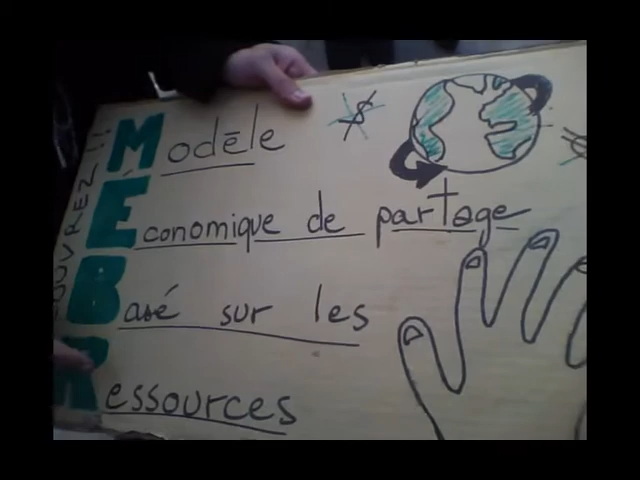 Modèle
Économique de partage
Basé sur les
Ressources